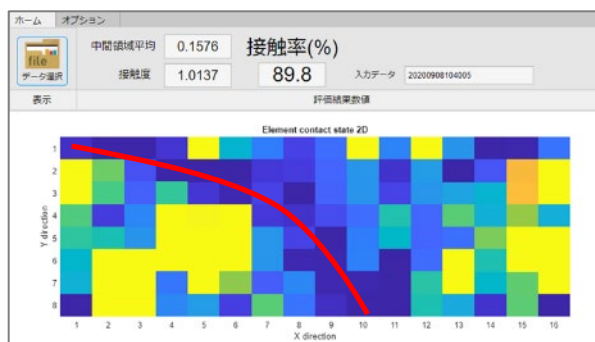 ホーム オプション
file
データ選択
中間領域平均 0.1576
接触度 1.0137
接触率(%)
89.8
入力データ 20200908104005
表示 評価結果数値
Element contact state 2D
Y direction
1
2
3
4
5
6
7
8
1 2 3 4 5 6 7 8 9 10 11 12 13 14 15 16
X direction